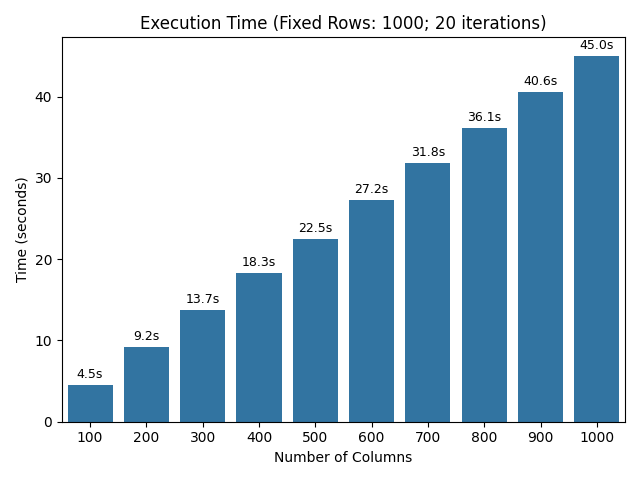 Execution Time (Fixed Rows: 1000; 20 iterations)
45.0s
40.6s
36.1s
31.8s
27.2s
22.5s
18.3s
13.7s
9.2s
4.5s
Time (seconds)
40
30
20
10
0
100 200 300 400 500 600 700 800 900 1000
Number of Columns